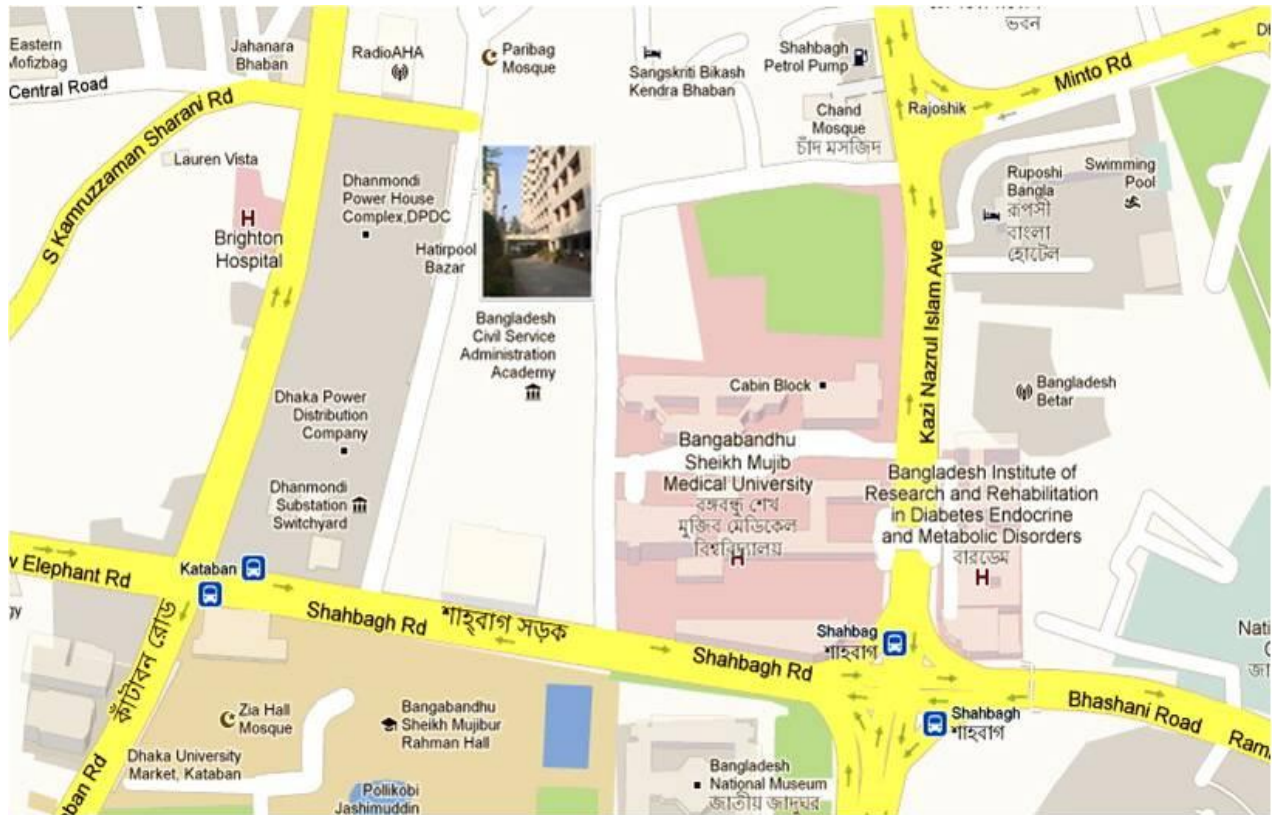 ভবন
Eastern
Mofizbag
Jahanara
Bhaban
RadioAHA
Paribag
Mosque
Sangskriti Bikash
Kendra Bhaban
Shahbagh
Petrol Pump
Minto Rd
Central Road
Rajoshik
Chand
Mosque
চাঁদ মসজিদ
S Kamruzzaman Sharani Rd
Lauren Vista
Dhanmondi
Power House
Complex,DPDC
Ruposhi
Bangla
রূপসী
বাংলা
হোটেল
Swimming
Pool
H
Brighton
Hospital
Hatirpool
Bazar
Kazi Nazrul Islam Ave
Bangladesh
Civil Service
Administration
Academy
Cabin Block
Bangladesh
Betar
Dhaka Power
Distribution
Company
Bangabandhu
Sheikh Mujib
Medical University
বঙ্গবন্ধু শেখ
মুজিব মেডিকেল
বিশ্ববিদ্যালয়
H
Bangladesh Institute of
Research and Rehabilitation
in Diabetes Endocrine
and Metabolic Disorders
বারডেম
H
Dhanmondi
Substation
Switchyard
Elephant Rd
Kataban
Shahbagh Rd
শাহ্‌বাগ সড়ক
Shahbagh Rd
Shahbag
শাহবাগ
কাঁটাবন রোড
Bhashani Road
Shahbagh
শাহবাগ
Zia Hall
Mosque
Bangabandhu
Sheikh Mujibur
Rahman Hall
Dhaka University
Market, Kataban
Bangladesh
National Museum
জাতীয় জাদুঘর
Pollikobi
Jashimuddin
Rd